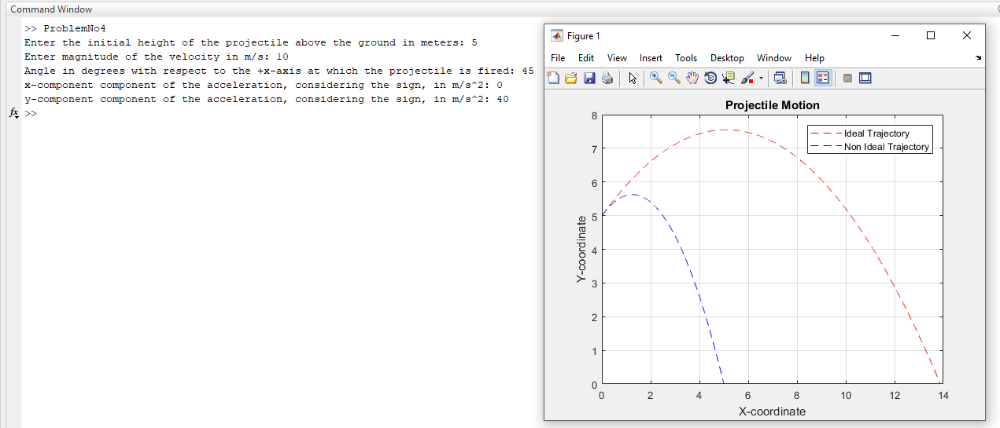 Command Window
>> ProblemNo4
Enter the initial height of the projectile above the ground in meters: 5
Enter magnitude of the velocity in m/s: 10
Angle in degrees with respect to the +x-axis at which the projectile is fired: 45
x-component component of the acceleration, considering the sign, in m/s^2: 0
y-component component of the acceleration, considering the sign, in m/s^2: 40
fx >>
Figure 1
File Edit View Insert Tools Desktop Window Help
Projectile Motion
Ideal Trajectory
Non Ideal Trajectory
Y-coordinate
8
7
6
5
4
3
2
1
0
0 2 4 6 8 10 12 14
X-coordinate